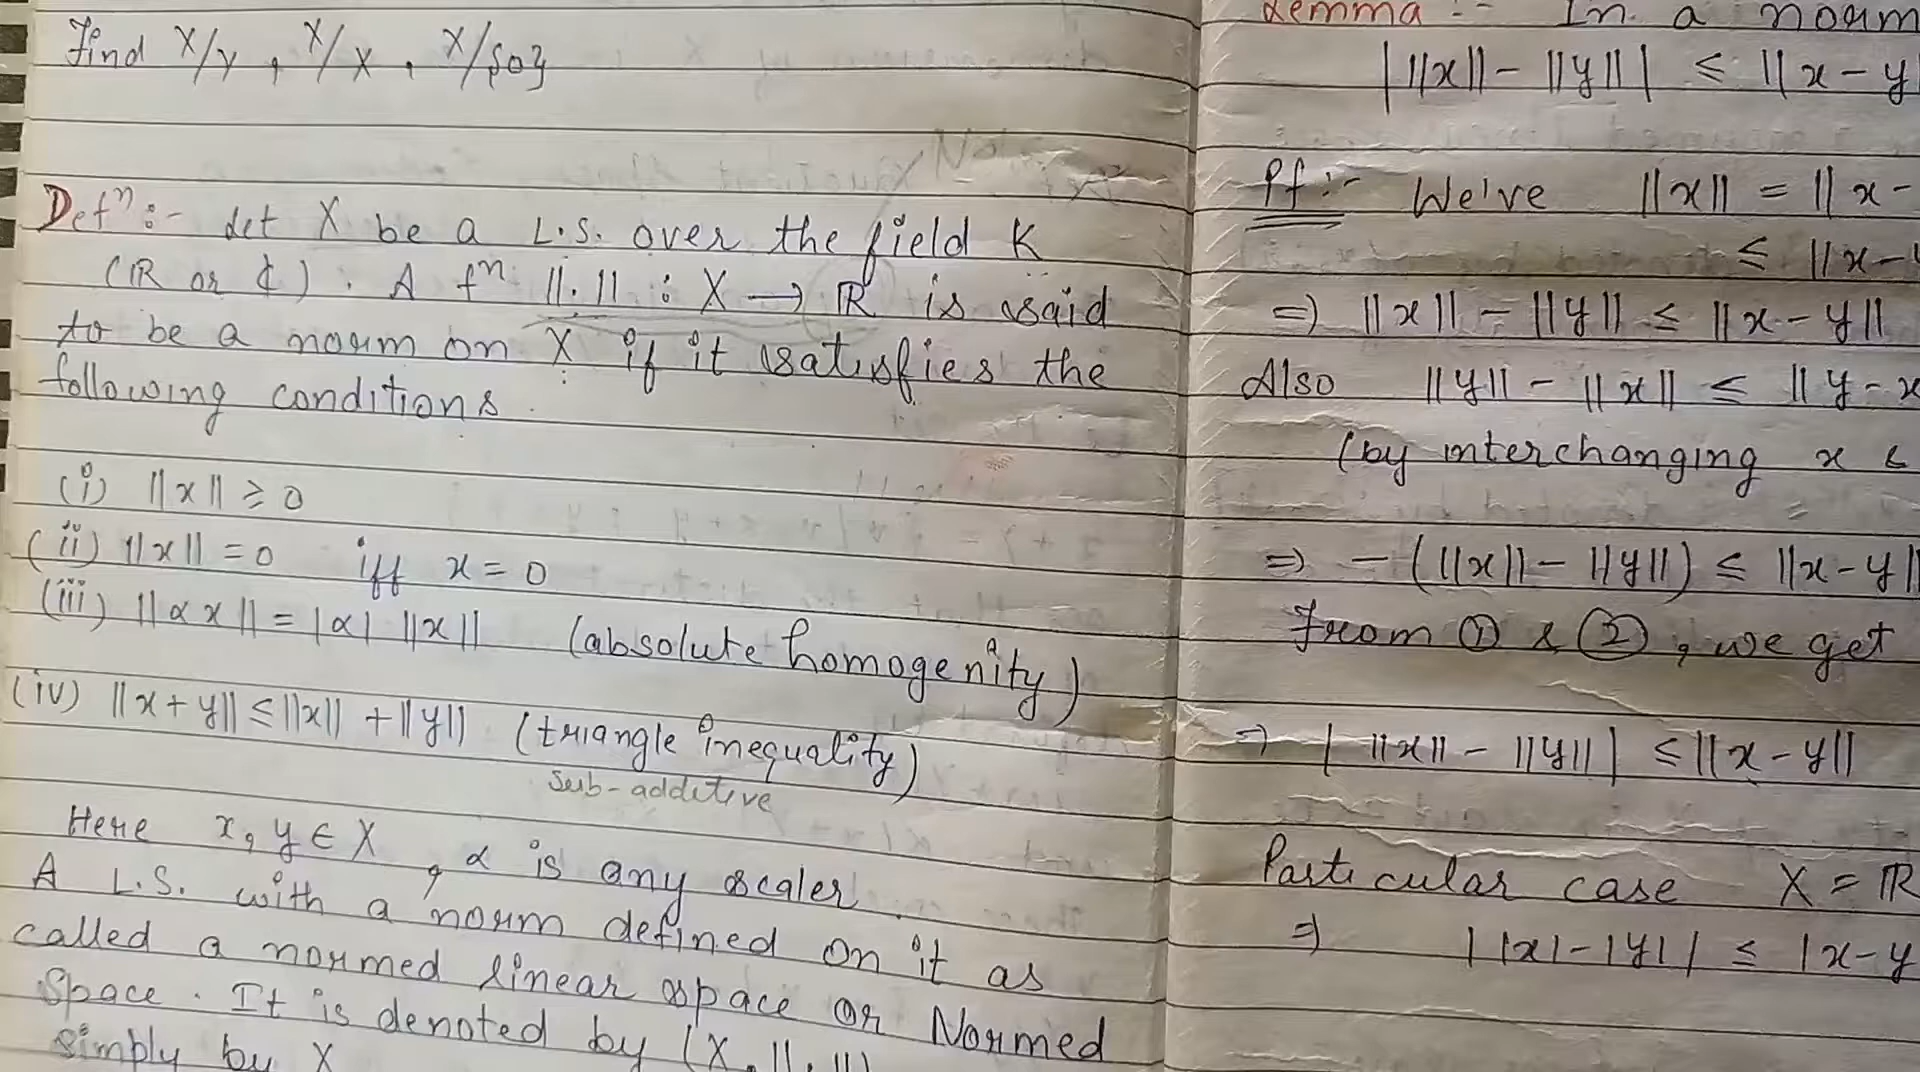 Find X/Y, X/X, X/{0}
Defⁿ :- Let X be a L.S. over the field K
(ℝ or ₵). A fⁿ ||.|| : X → ℝ is said
to be a norm on X if it satisfies the
following conditions.
(i) ||x|| ≥ 0
(ii) ||x|| = 0 iff x = 0
(iii) ||αx|| = |α| ||x|| (absolute homogenity)
(iv) ||x + y|| ≤ ||x|| + ||y|| (triangle inequality)
Sub-additive
Here x, y ∈ X, α is any scaler.
A L.S. with a norm defined on it as
called a normed linear space or Normed
Space. It is denoted by (X, ||.||)
simply by X
Lemma :- In a norm
| ||x|| - ||y|| | ≤ ||x - y|
Pf :- We've ||x|| = ||x -
≤ ||x - y
⇒ ||x|| - ||y|| ≤ ||x - y||
Also ||y|| - ||x|| ≤ ||y - x
(by interchanging x &
⇒ - (||x|| - ||y||) ≤ ||x - y||
From ① & ②, we get
⇒ | ||x|| - ||y|| | ≤ ||x - y||
Particular case X = ℝ
⇒ | |x| - |y| | ≤ |x - y